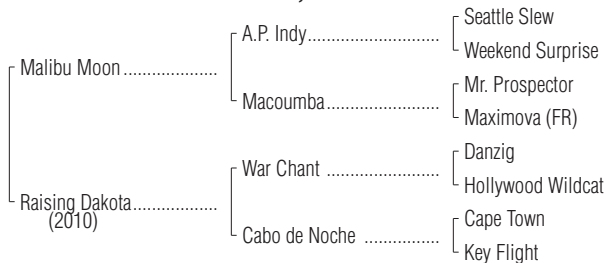 Seattle Slew
A.P. Indy
Weekend Surprise
Malibu Moon
Mr. Prospector
Macoumba
Maximova (FR)
Danzig
War Chant
Hollywood Wildcat
Raising Dakota
(2010)
Cape Town
Cabo de Noche
Key Flight